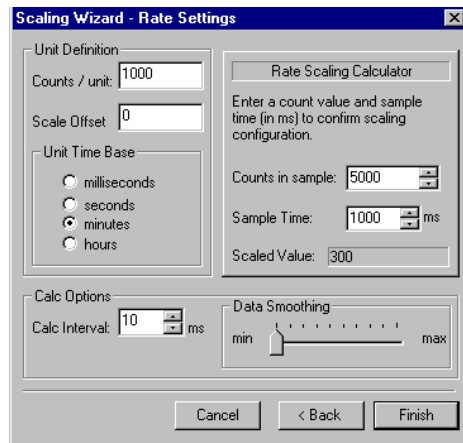 Scaling Wizard - Rate Settings
Unit Definition
Counts / unit: 1000
Scale Offset 0
Unit Time Base
milliseconds
seconds
minutes
hours
Rate Scaling Calculator
Enter a count value and sample
time (in ms) to confirm scaling
configuration.
Counts in sample: 5000
Sample Time: 1000 ms
Scaled Value: 300
Calc Options
Calc Interval: 10 ms
Data Smoothing
min max
Cancel < Back Finish